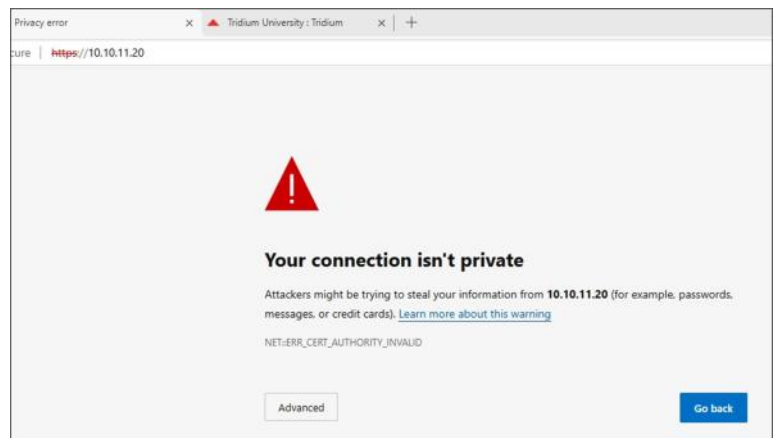 Privacy error
Tridium University : Tridium
cure | https://10.10.11.20
Your connection isn't private
Attackers might be trying to steal your information from 10.10.11.20 (for example, passwords,
messages, or credit cards). Learn more about this warning
NET::ERR_CERT_AUTHORITY_INVALID
Advanced
Go back